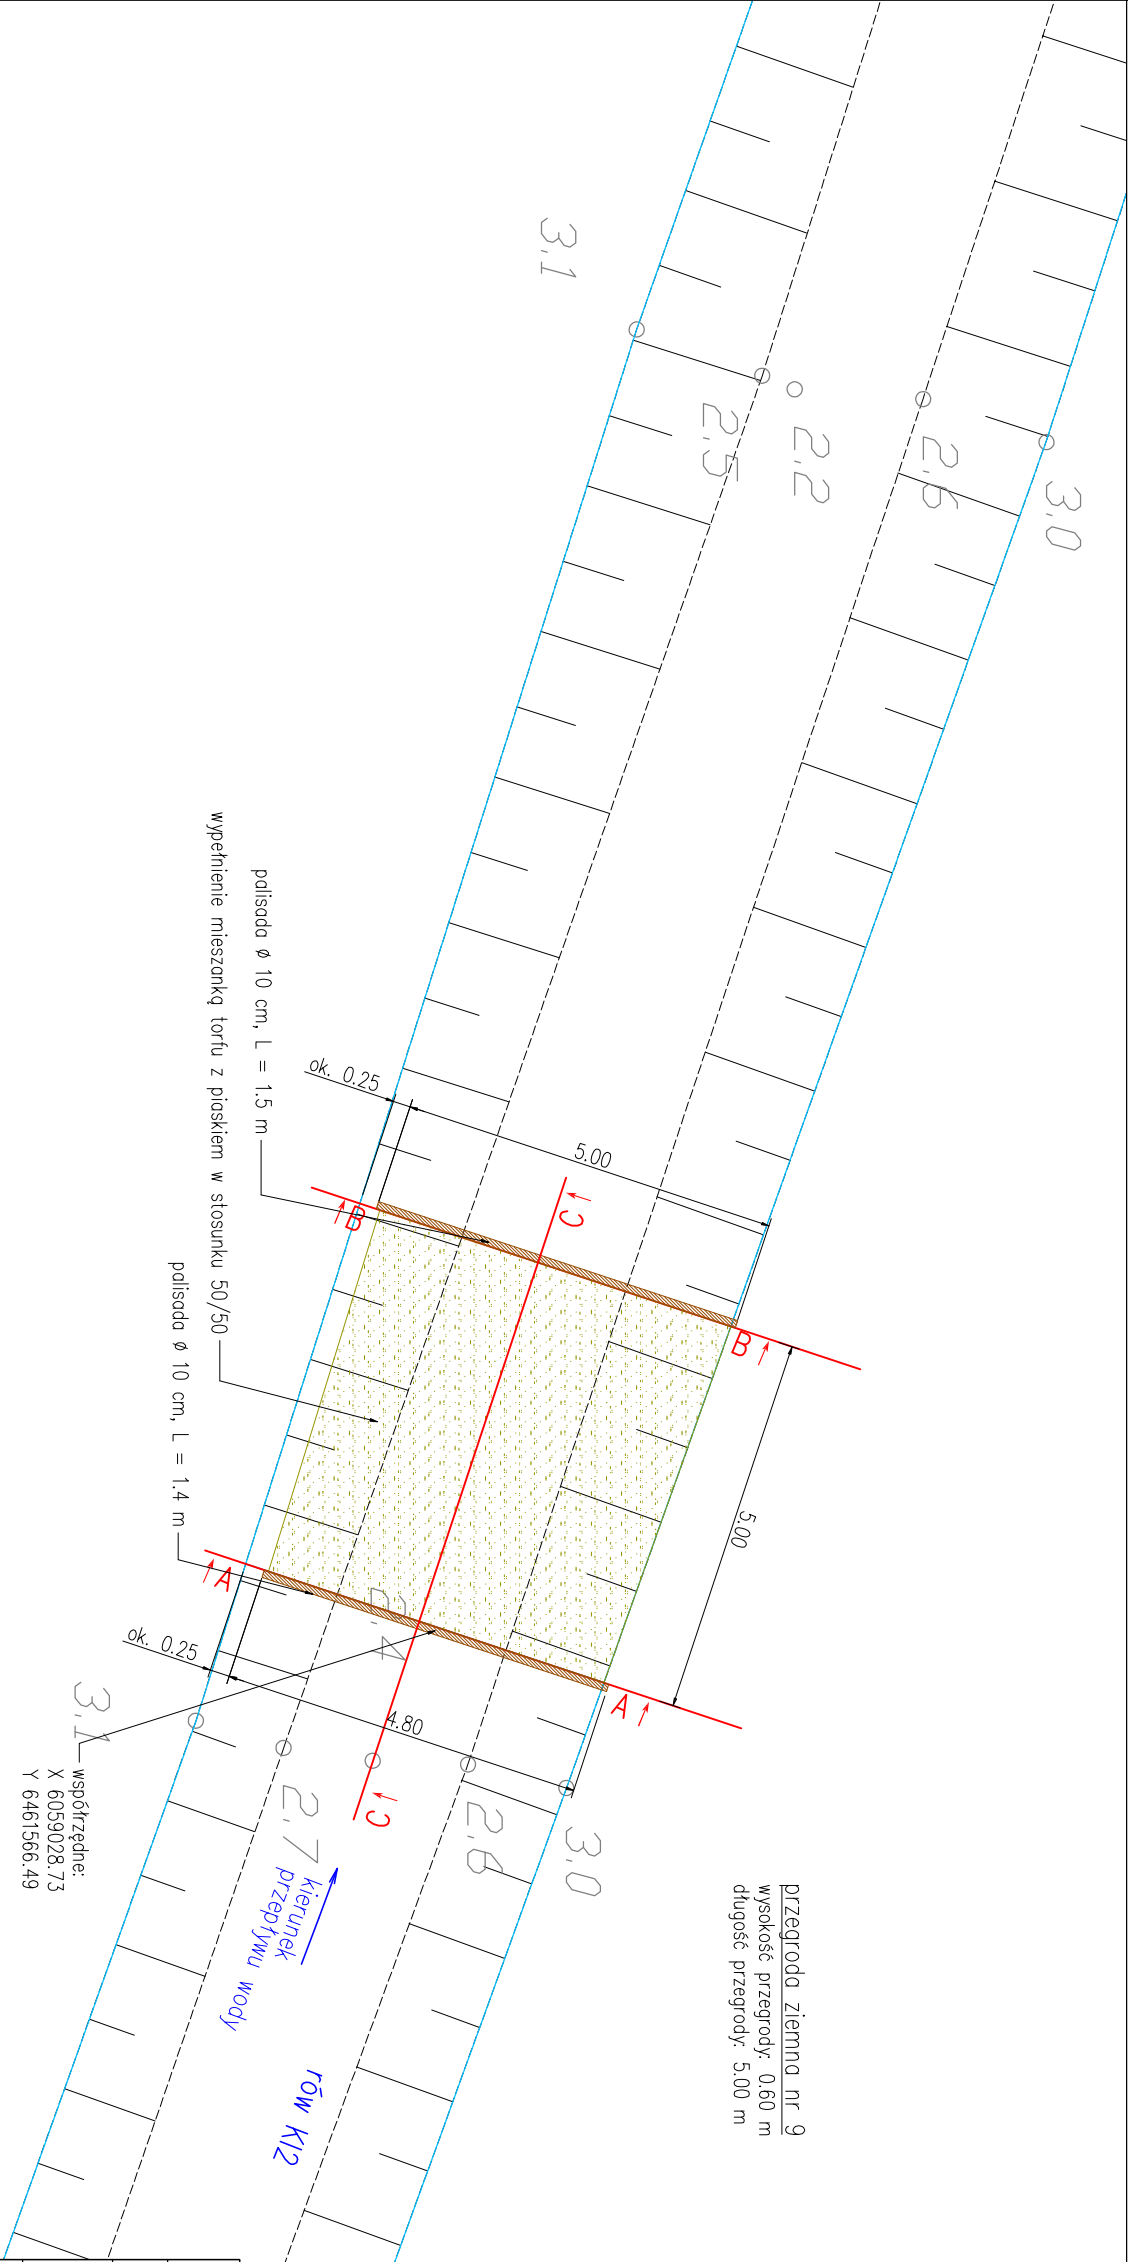 przegroda ziemna nr 9
wysokość przegrody: 0.60 m
długość przegrody: 5.00 m
3.0
2.6
2.2
2.5
3.1
5.00
ok. 0.25
C
B
B
5.00
palisada ø 10 cm, L = 1.5 m
wypełnienie mieszanką torfu z piaskiem w stosunku 50/50
palisada ø 10 cm, L = 1.4 m
A
A
ok. 0.25
4.80
C
3.0
2.6
2.7
3.1
współrzędne:
X 6059028.73
Y 6461566.49
kierunek
przepływu wody
rów KI2